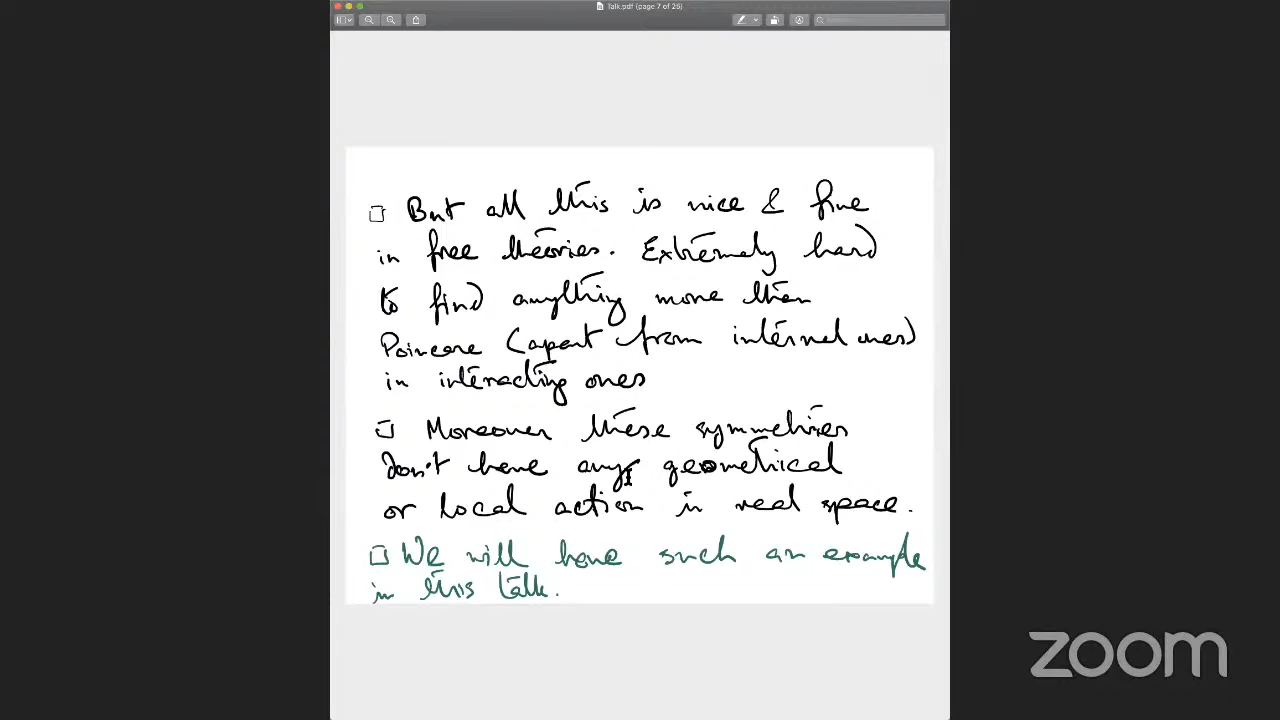 Talk.pdf (page 7 of 26)
□ But all this is nice & fine
in free theories. Extremely hard
to find anything more than
Poincare (apart from internal ones)
in interacting ones
□ Moreover these symmetries
don't have any geometrical
or local action in real space.
□ We will have such an example
in this talk.
zoom